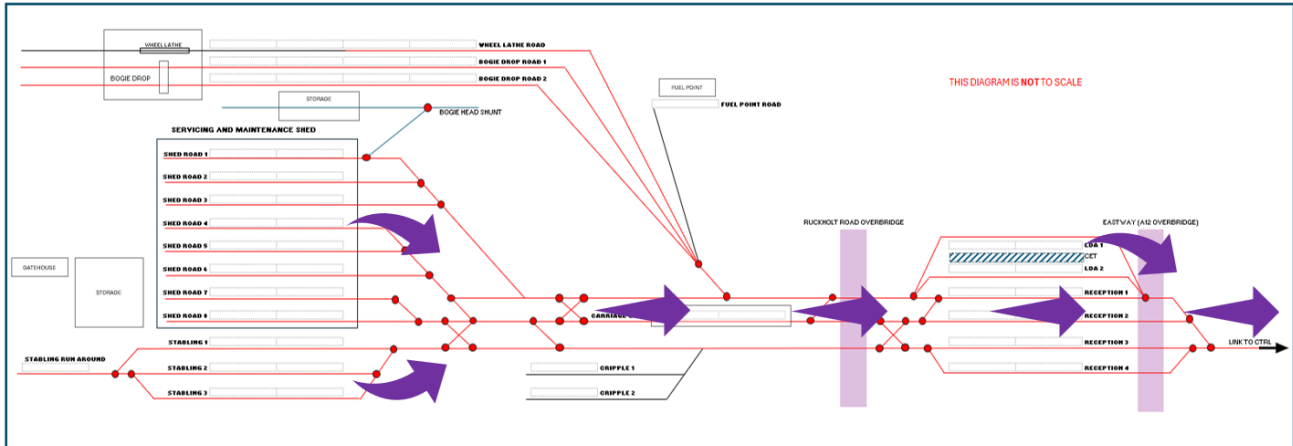 WHEEL LATHE
WHEEL LATHE ROAD
BOGIE DROP ROAD 1
BOGIE DROP
BOGIE DROP ROAD 2
THIS DIAGRAM IS NOT TO SCALE
FUEL POINT
FUEL POINT ROAD
STORAGE
BOGIE HEAD SHUNT
SERVICING AND MAINTENANCE SHED
SHED ROAD 1
SHED ROAD 2
SHED ROAD 3
SHED ROAD 4
SHED ROAD 5
SHED ROAD 6
SHED ROAD 7
SHED ROAD 8
GATEHOUSE
STORAGE
RUCKHOLT ROAD OVERBRIDGE
EASTWAY (A12 OVERBRIDGE)
LDA 1
CET
LDA 2
RECEPTION 1
CARRIAGE
RECEPTION 2
STABLING 1
RECEPTION 3
LINK TO CTRL
STABLING RUN AROUND
STABLING 2
CRIPPLE 1
RECEPTION 4
STABLING 3
CRIPPLE 2